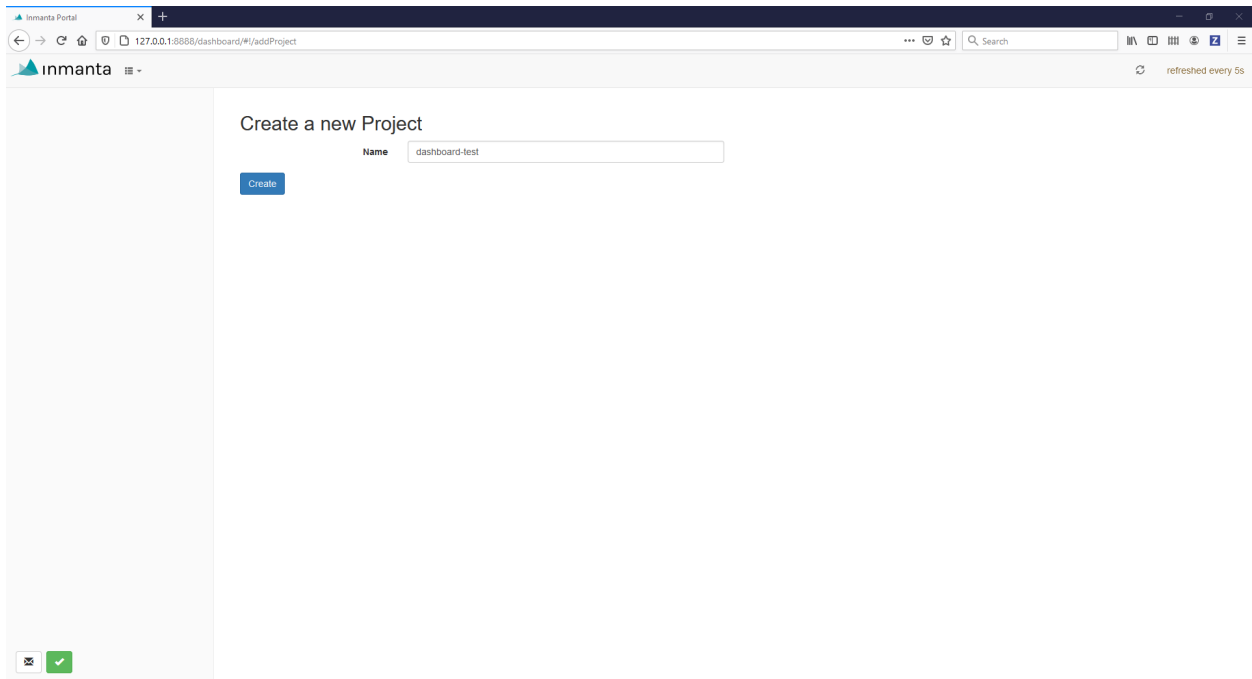 Inmanta Portal
127.0.0.1:8888/dashboard/#!/addProject
Search
Z
inmanta
refreshed every 5s
Create a new Project
Name
dashboard-test
Create